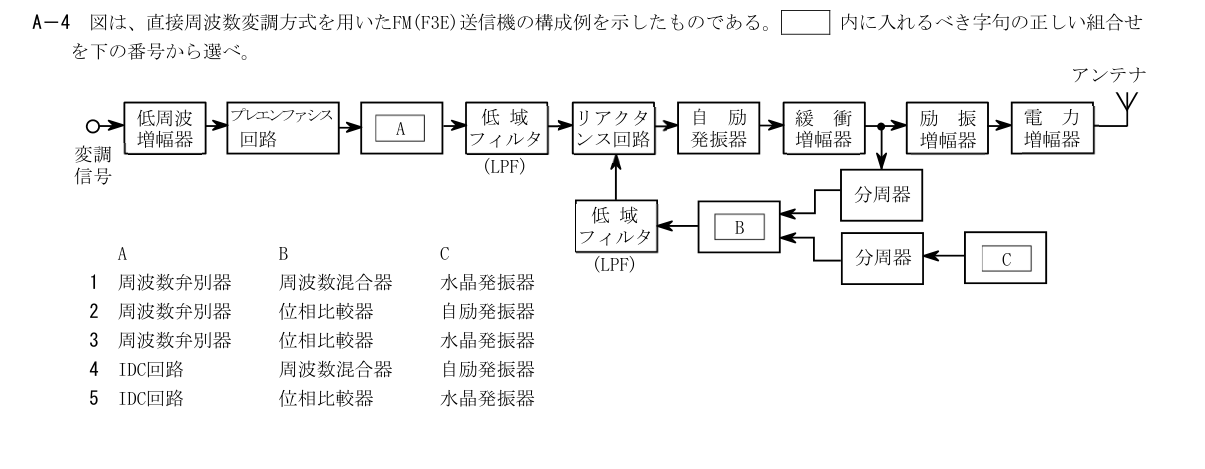 A－4 図は、直接周波数変調方式を用いたFM(F3E)送信機の構成例を示したものである。 内に入れるべき字句の正しい組合せ
を下の番号から選べ。
アンテナ
低周波
増幅器
プレエンファシス
回路
A
低 域
フィルタ
(LPF)
リアクタ
ンス回路
自 励
発振器
緩 衝
増幅器
励 振
増幅器
電 力
増幅器
変調
信号
分周器
低 域
フィルタ
(LPF)
B
分周器
C
A B C
1 周波数弁別器 周波数混合器 水晶発振器
2 周波数弁別器 位相比較器 自励発振器
3 周波数弁別器 位相比較器 水晶発振器
4 IDC回路 周波数混合器 自励発振器
5 IDC回路 位相比較器 水晶発振器